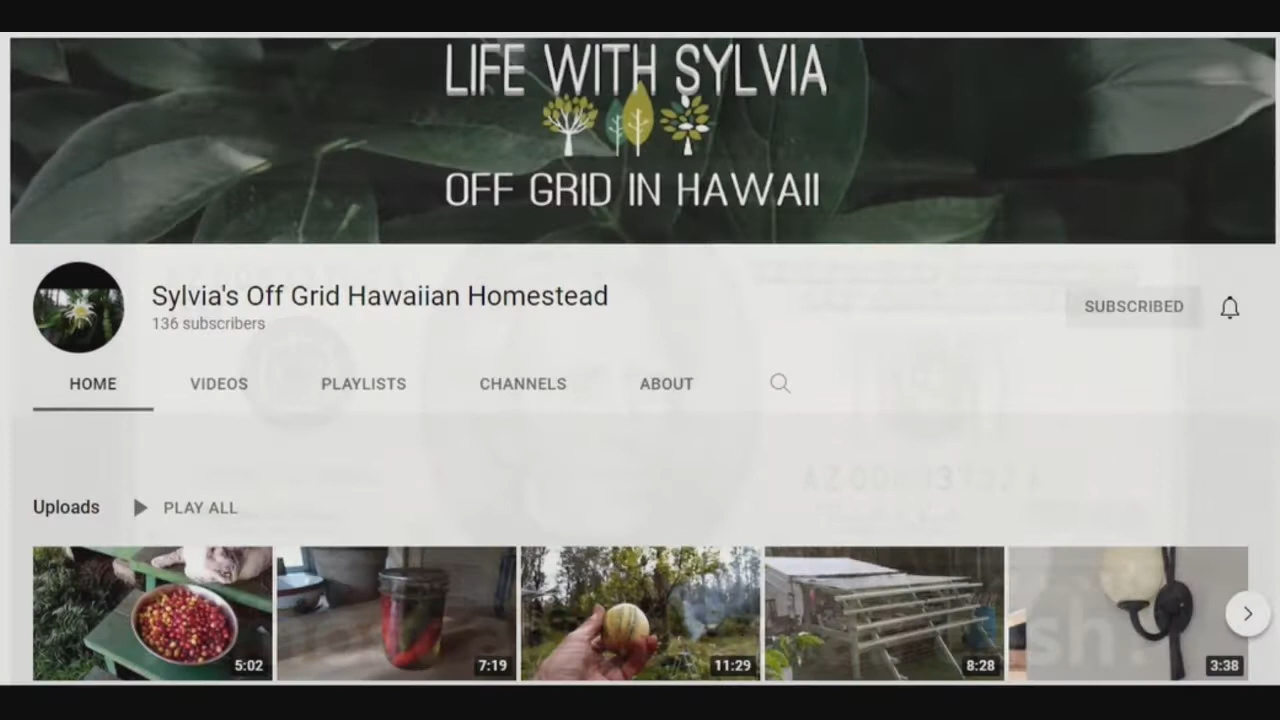 LIFE WITH SYLVIA
OFF GRID IN HAWAII
Sylvia's Off Grid Hawaiian Homestead
136 subscribers
SUBSCRIBED
HOME VIDEOS PLAYLISTS CHANNELS ABOUT
Uploads PLAY ALL
5:02 7:19 11:29 8:28 3:38